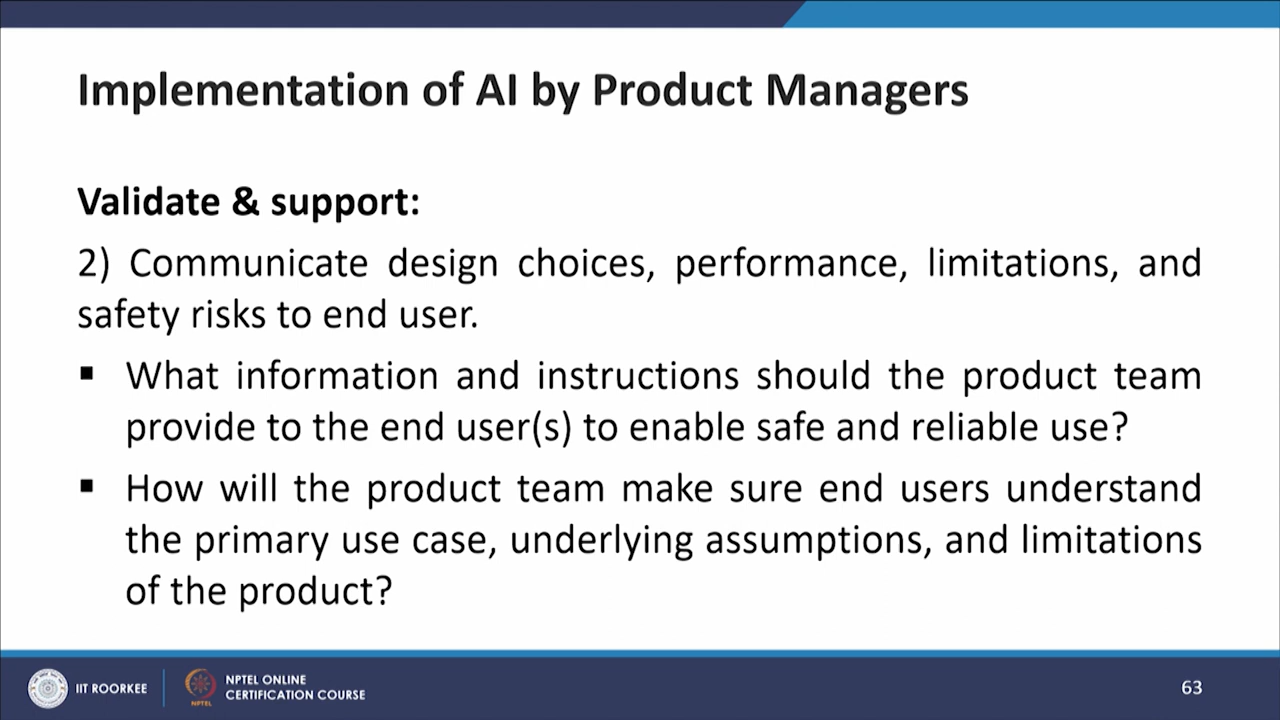 Implementation of AI by Product Managers
Validate & support:
2) Communicate design choices, performance, limitations, and
safety risks to end user.
▪ What information and instructions should the product team
provide to the end user(s) to enable safe and reliable use?
▪ How will the product team make sure end users understand
the primary use case, underlying assumptions, and limitations
of the product?
IIT ROORKEE
NPTEL
NPTEL ONLINE
CERTIFICATION COURSE
63